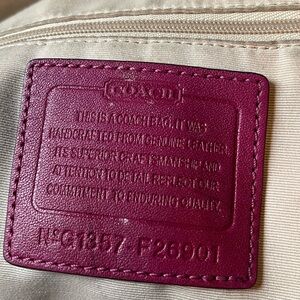 COACH
THIS IS A COACH BAG. IT WAS
HANDCRAFTED FROM GENUINE LEATHER.
ITS SUPERIOR CRAFTSMANSHIP AND
ATTENTION TO DETAIL REFLECT OUR
COMMITMENT TO ENDURING QUALITY.
Nº G1357-F26901